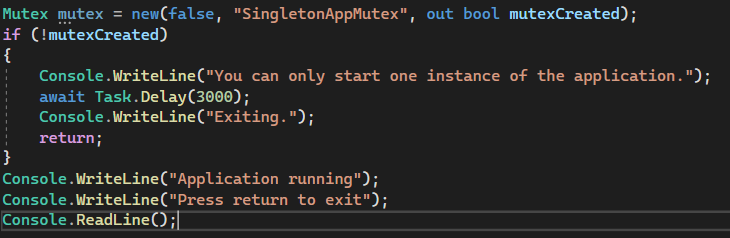 Mutex mutex = new(false, "SingletonAppMutex", out bool mutexCreated);
if (!mutexCreated)
{
    Console.WriteLine("You can only start one instance of the application.");
    await Task.Delay(3000);
    Console.WriteLine("Exiting.");
    return;
}
Console.WriteLine("Application running");
Console.WriteLine("Press return to exit");
Console.ReadLine();